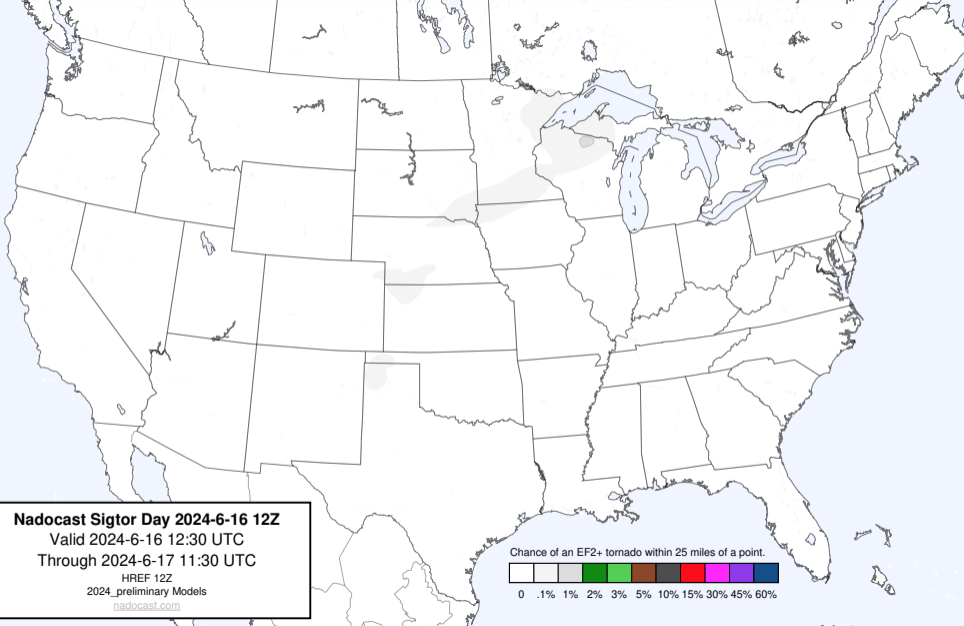 Nadocast Sigtor Day 2024-6-16 12Z
Valid 2024-6-16 12:30 UTC
Through 2024-6-17 11:30 UTC
HREF 12Z
2024_preliminary Models
nadocast.com
Chance of an EF2+ tornado within 25 miles of a point.
0 .1% 1% 2% 3% 5% 10% 15% 30% 45% 60%